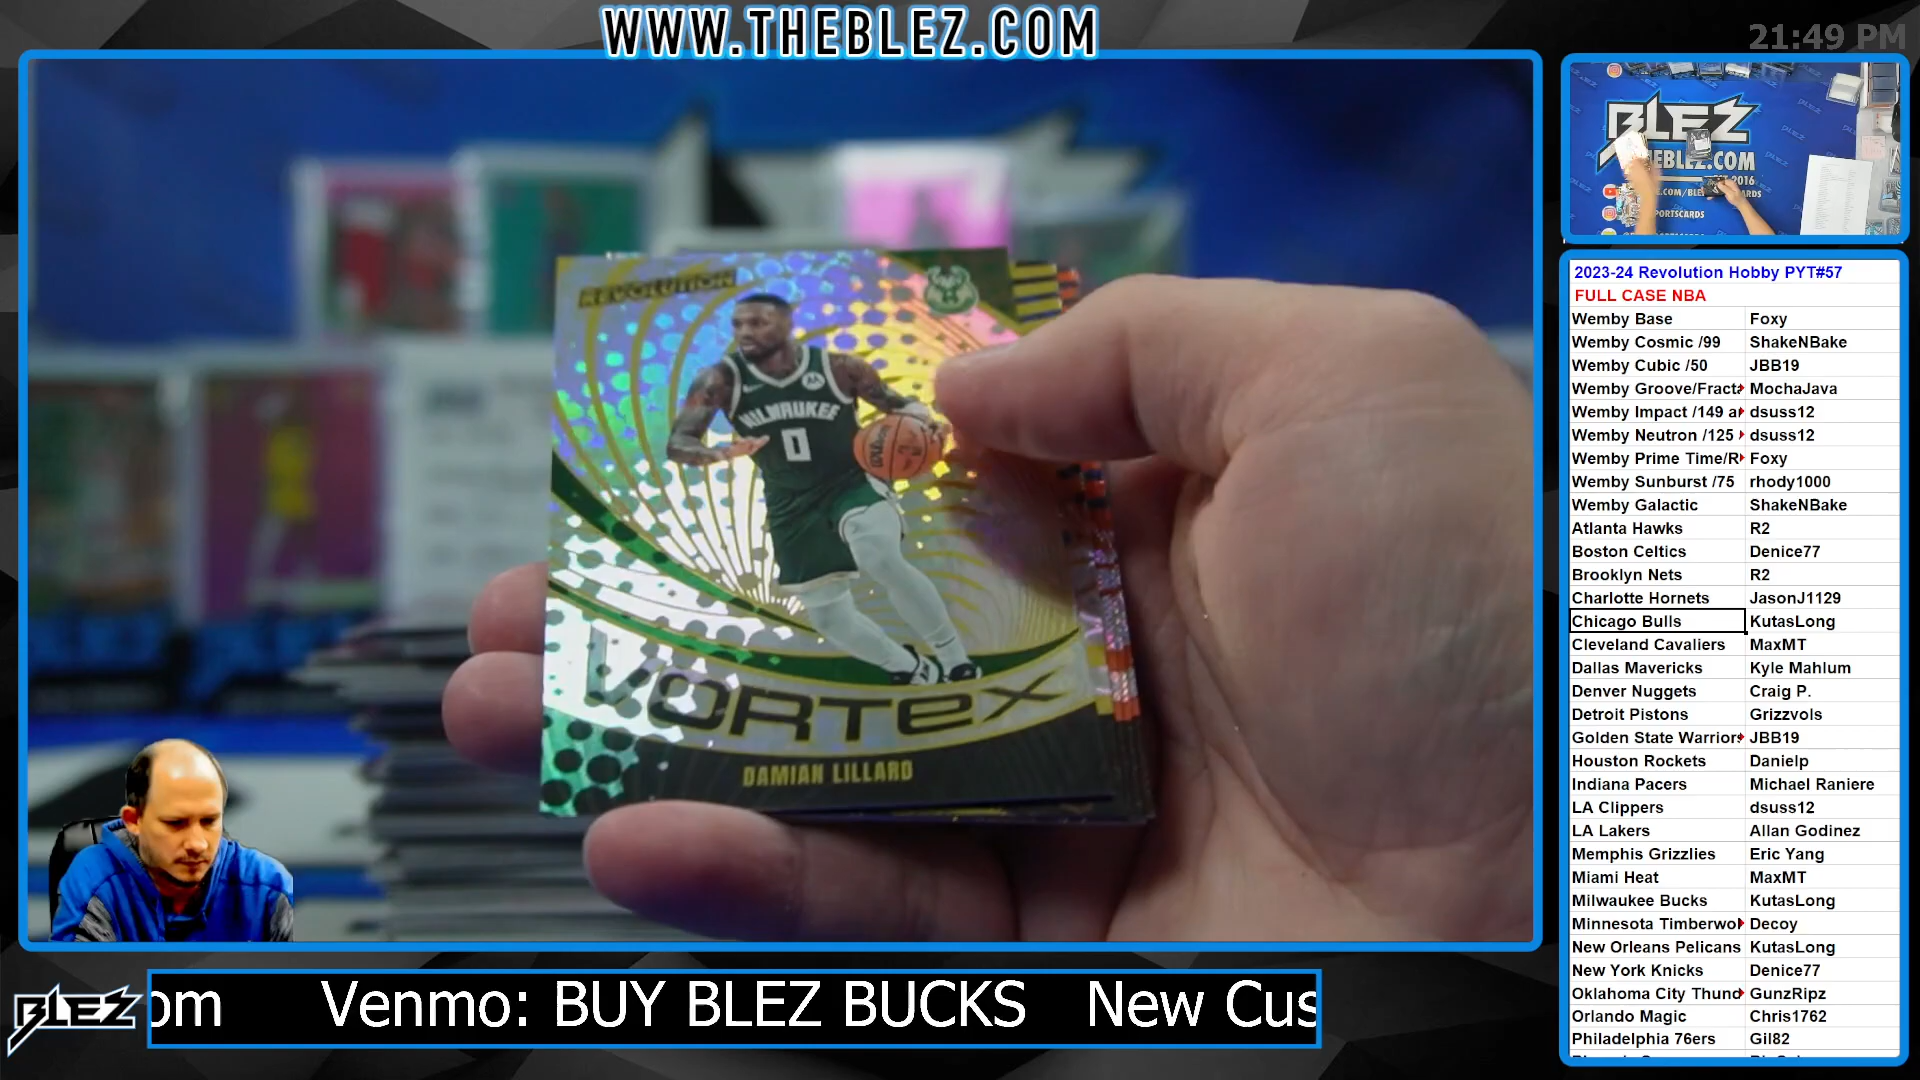 WWW.THEBLEZ.COM
21:49 PM
REVOLUTION
MILWAUKEE
0
VORTEX
DAMIAN LILLARD
BLEZ
THEBLEZ.COM
2023-24 Revolution Hobby PYT#57
FULL CASE NBA
Wemby Base Foxy
Wemby Cosmic /99 ShakeNBake
Wemby Cubic /50 JBB19
Wemby Groove/Fracta MochaJava
Wemby Impact /149 a dsuss12
Wemby Neutron /125 dsuss12
Wemby Prime Time/R Foxy
Wemby Sunburst /75 rhody1000
Wemby Galactic ShakeNBake
Atlanta Hawks R2
Boston Celtics Denice77
Brooklyn Nets R2
Charlotte Hornets JasonJ1129
Chicago Bulls KutasLong
Cleveland Cavaliers MaxMT
Dallas Mavericks Kyle Mahlum
Denver Nuggets Craig P.
Detroit Pistons Grizzvols
Golden State Warriors JBB19
Houston Rockets Danielp
Indiana Pacers Michael Raniere
LA Clippers dsuss12
LA Lakers Allan Godinez
Memphis Grizzlies Eric Yang
Miami Heat MaxMT
Milwaukee Bucks KutasLong
Minnesota Timberwol Decoy
New Orleans Pelicans KutasLong
New York Knicks Denice77
Oklahoma City Thund GunzRipz
Orlando Magic Chris1762
Philadelphia 76ers Gil82
BLEZ
om Venmo: BUY BLEZ BUCKS New Cus